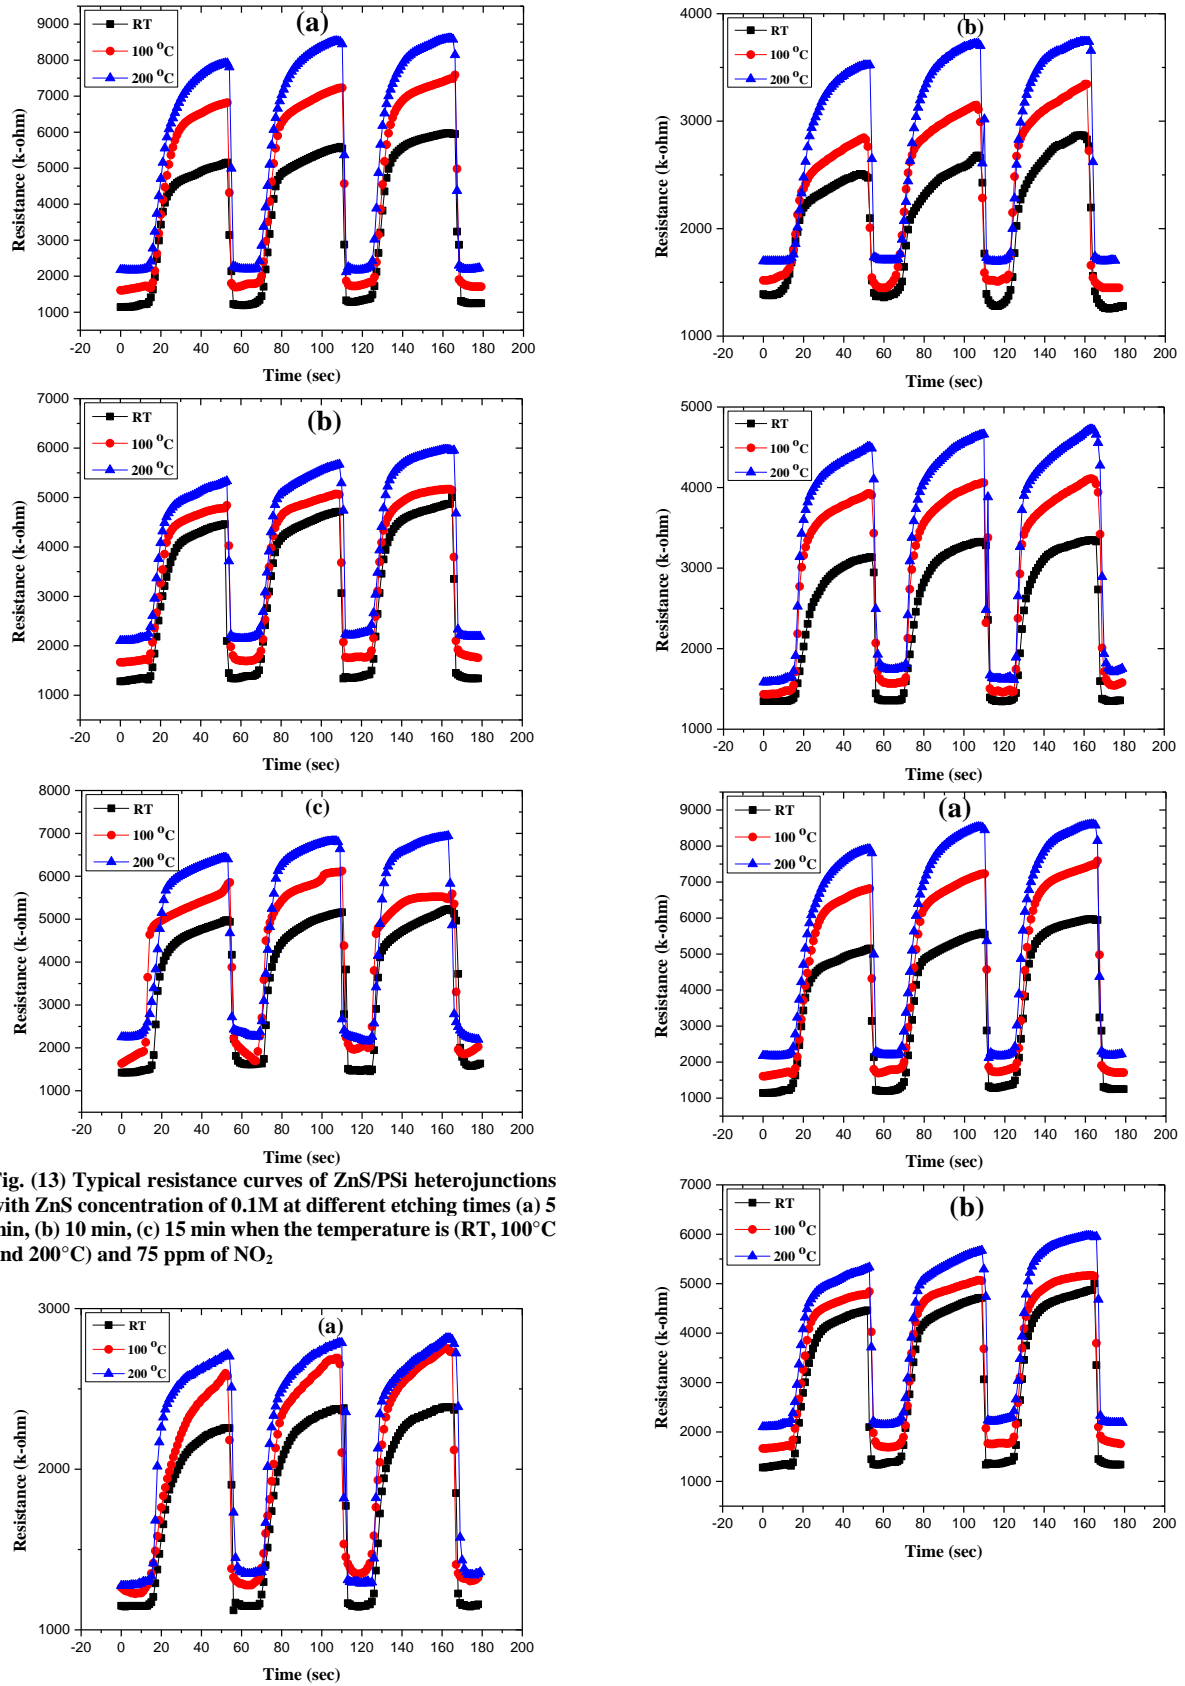 (a)
RT
100 °C
200 °C
9000
8000
7000
6000
5000
4000
3000
2000
1000
Resistance (k-ohm)
-20 0 20 40 60 80 100 120 140 160 180 200
Time (sec)
(b)
RT
100 °C
200 °C
7000
6000
5000
4000
3000
2000
1000
Resistance (k-ohm)
-20 0 20 40 60 80 100 120 140 160 180 200
Time (sec)
(c)
RT
100 °C
200 °C
8000
7000
6000
5000
4000
3000
2000
1000
Resistance (k-ohm)
-20 0 20 40 60 80 100 120 140 160 180 200
Time (sec)
ig. (13) Typical resistance curves of ZnS/PSi heterojunctions
with ZnS concentration of 0.1M at different etching times (a) 5
min, (b) 10 min, (c) 15 min when the temperature is (RT, 100°C
nd 200°C) and 75 ppm of NO₂
(a)
RT
100 °C
200 °C
3000
2000
1000
Resistance (k-ohm)
-20 0 20 40 60 80 100 120 140 160 180 200
Time (sec)
(b)
RT
100 °C
200 °C
4000
3000
2000
1000
Resistance (k-ohm)
-20 0 20 40 60 80 100 120 140 160 180 200
Time (sec)
RT
100 °C
200 °C
5000
4000
3000
2000
1000
Resistance (k-ohm)
-20 0 20 40 60 80 100 120 140 160 180 200
Time (sec)
(a)
RT
100 °C
200 °C
9000
8000
7000
6000
5000
4000
3000
2000
1000
Resistance (k-ohm)
-20 0 20 40 60 80 100 120 140 160 180 200
Time (sec)
(b)
RT
100 °C
200 °C
7000
6000
5000
4000
3000
2000
1000
Resistance (k-ohm)
-20 0 20 40 60 80 100 120 140 160 180 200
Time (sec)